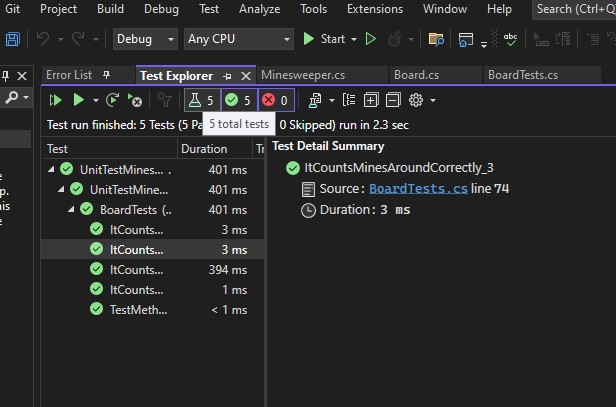 Git Project Build Debug Test Analyze Tools Extensions Window Help Search (Ctrl+Q
Debug Any CPU Start
Error List Test Explorer Minesweeper.cs Board.cs BoardTests.cs
5 5 0
Test run finished: 5 Tests (5 Pa 0 Skipped) run in 2.3 sec
5 total tests
Test Duration Tr Test Detail Summary
UnitTestMines... . 401 ms ItCountsMinesAroundCorrectly_3
UnitTestMine... 401 ms Source: BoardTests.cs line 74
BoardTests (.. 401 ms Duration: 3 ms
ItCounts... 3 ms
ItCounts... 3 ms
ItCounts... 394 ms
ItCounts... 1 ms
TestMeth... < 1 ms
e
p.
his
e
abc